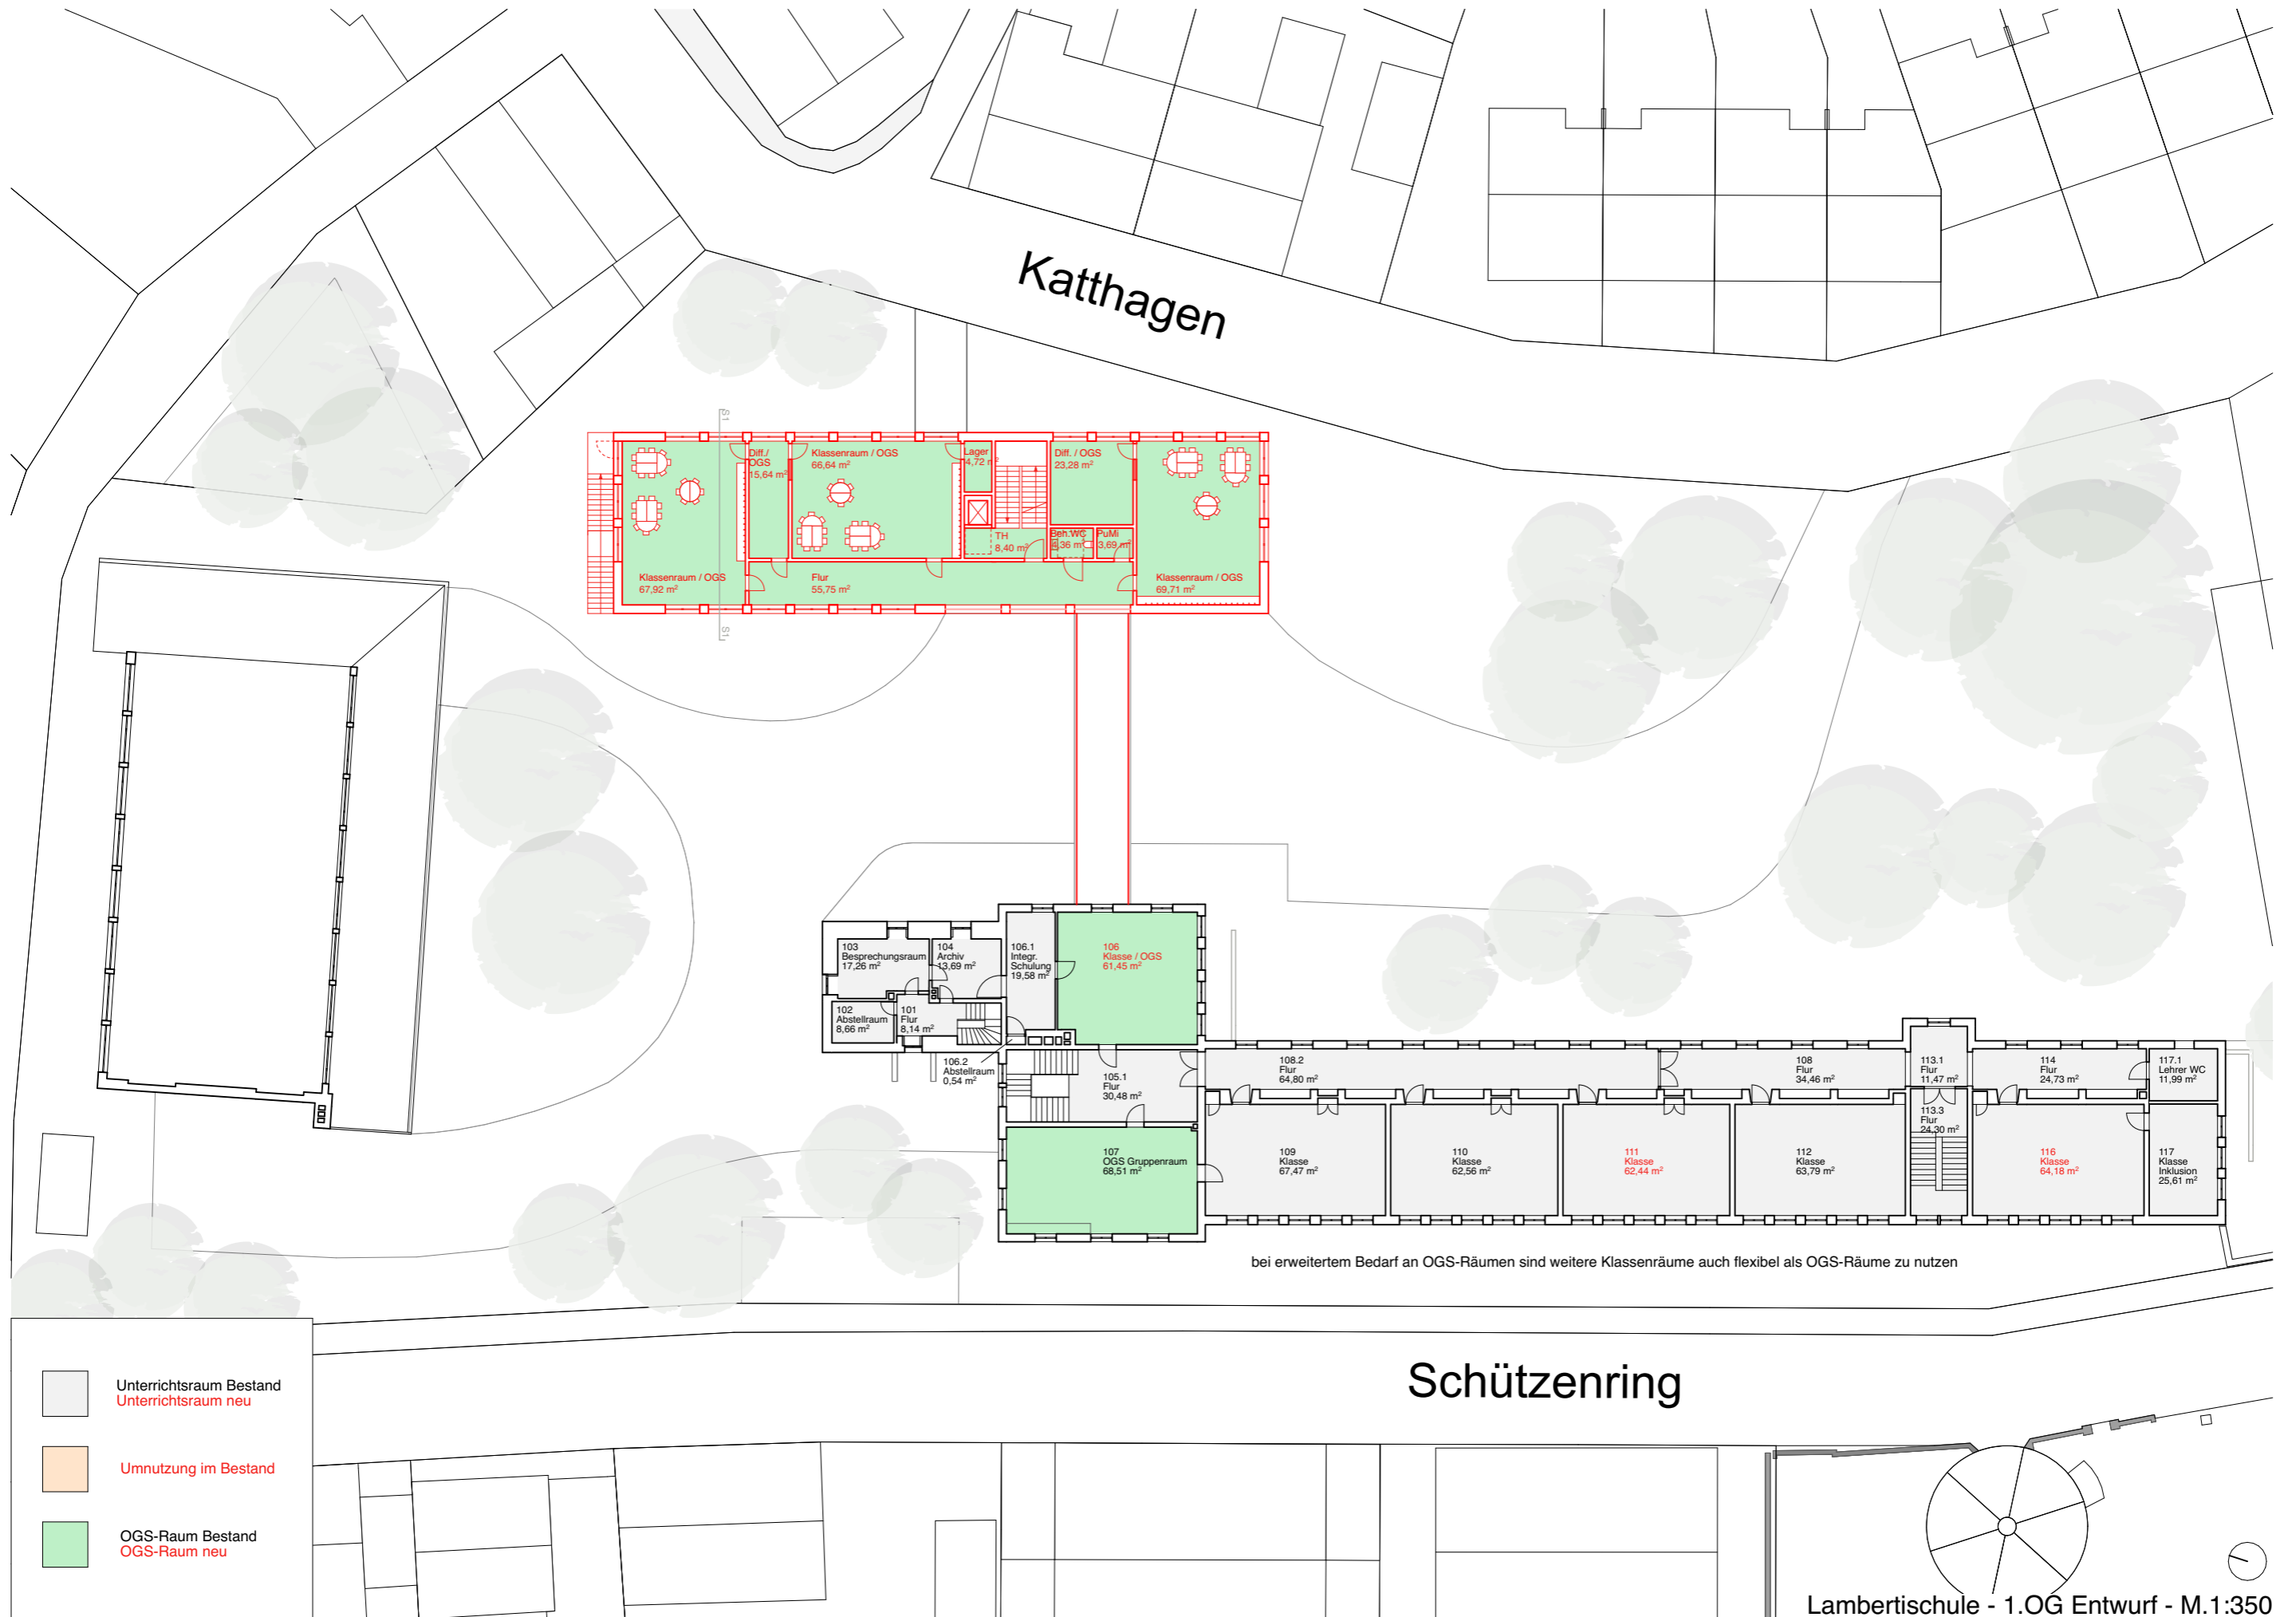 Katthagen
S1
Diff./
OGS
15,64 m²
Klassenraum / OGS
66,64 m²
Lager
4,72 m²
Diff. / OGS
23,28 m²
TH
8,40 m²
Beh.WC
4,36 m²
PuMi
3,69 m²
Klassenraum / OGS
67,92 m²
Flur
55,75 m²
Klassenraum / OGS
69,71 m²
S1
103
Besprechungsraum
17,26 m²
104
Archiv
13,69 m²
106.1
Integr.
Schulung
19,58 m²
106
Klasse / OGS
61,45 m²
102
Abstellraum
8,66 m²
101
Flur
8,14 m²
106.2
Abstellraum
0,54 m²
105.1
Flur
30,48 m²
108.2
Flur
64,80 m²
108
Flur
34,46 m²
113.1
Flur
11,47 m²
114
Flur
24,73 m²
117.1
Lehrer WC
11,99 m²
113.3
Flur
24,30 m²
107
OGS Gruppenraum
68,51 m²
109
Klasse
67,47 m²
110
Klasse
62,56 m²
111
Klasse
62,44 m²
112
Klasse
63,79 m²
116
Klasse
64,18 m²
117
Klasse
Inklusion
25,61 m²
bei erweitertem Bedarf an OGS-Räumen sind weitere Klassenräume auch flexibel als OGS-Räume zu nutzen
Schützenring
Unterrichtsraum Bestand
Unterrichtsraum neu
Umnutzung im Bestand
OGS-Raum Bestand
OGS-Raum neu
Lambertischule - 1.OG Entwurf - M.1:350